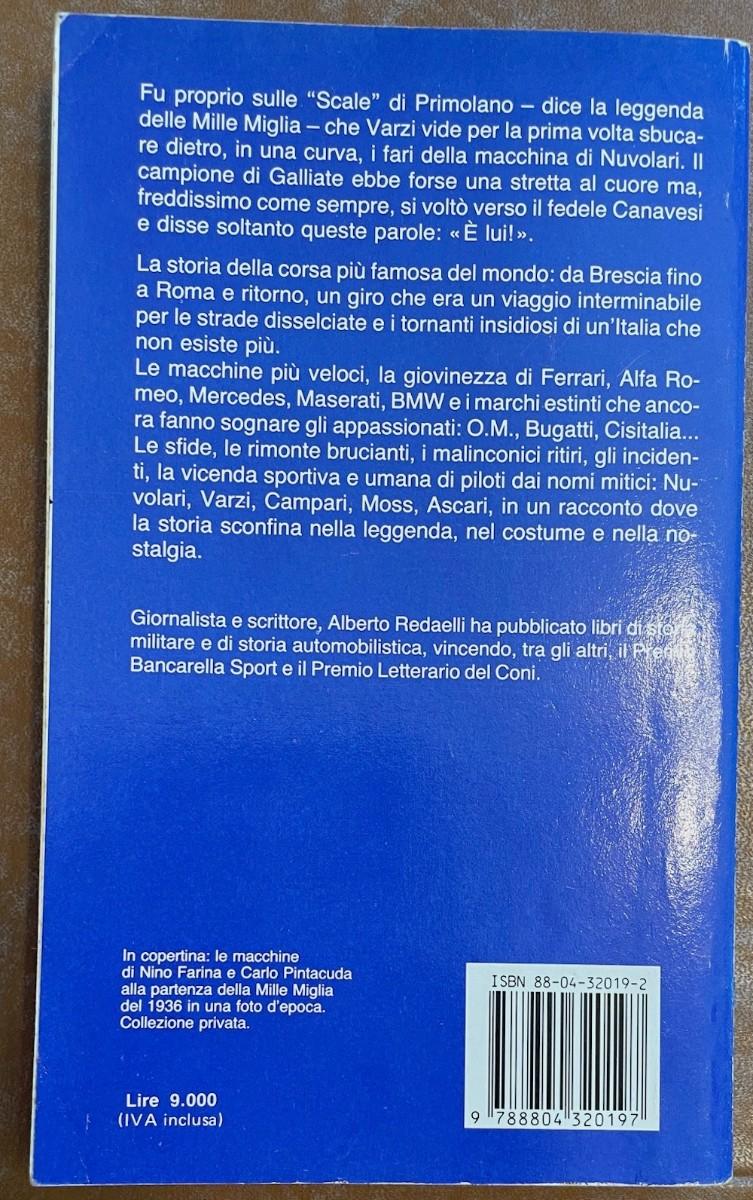 Fu proprio sulle “Scale” di Primolano – dice la leggenda
delle Mille Miglia – che Varzi vide per la prima volta sbuca-
re dietro, in una curva, i fari della macchina di Nuvolari. Il
campione di Galliate ebbe forse una stretta al cuore ma,
freddissimo come sempre, si voltò verso il fedele Canavesi
e disse soltanto queste parole: «È lui!».
La storia della corsa più famosa del mondo: da Brescia fino
a Roma e ritorno, un giro che era un viaggio interminabile
per le strade disselciate e i tornanti insidiosi di un’Italia che
non esiste più.
Le macchine più veloci, la giovinezza di Ferrari, Alfa Ro-
meo, Mercedes, Maserati, BMW e i marchi estinti che anco-
ra fanno sognare gli appassionati: O.M., Bugatti, Cisitalia...
Le sfide, le rimonte brucianti, i malinconici ritiri, gli inciden-
ti, la vicenda sportiva e umana di piloti dai nomi mitici: Nu-
volari, Varzi, Campari, Moss, Ascari, in un racconto dove
la storia sconfina nella leggenda, nel costume e nella no-
stalgia.
Giornalista e scrittore, Alberto Redaelli ha pubblicato libri di storia
militare e di storia automobilistica, vincendo, tra gli altri, il Premio
Bancarella Sport e il Premio Letterario del Coni.
In copertina: le macchine
di Nino Farina e Carlo Pintacuda
alla partenza della Mille Miglia
del 1936 in una foto d’epoca.
Collezione privata.
ISBN 88-04-32019-2
9 788804 320197
Lire 9.000
(IVA inclusa)